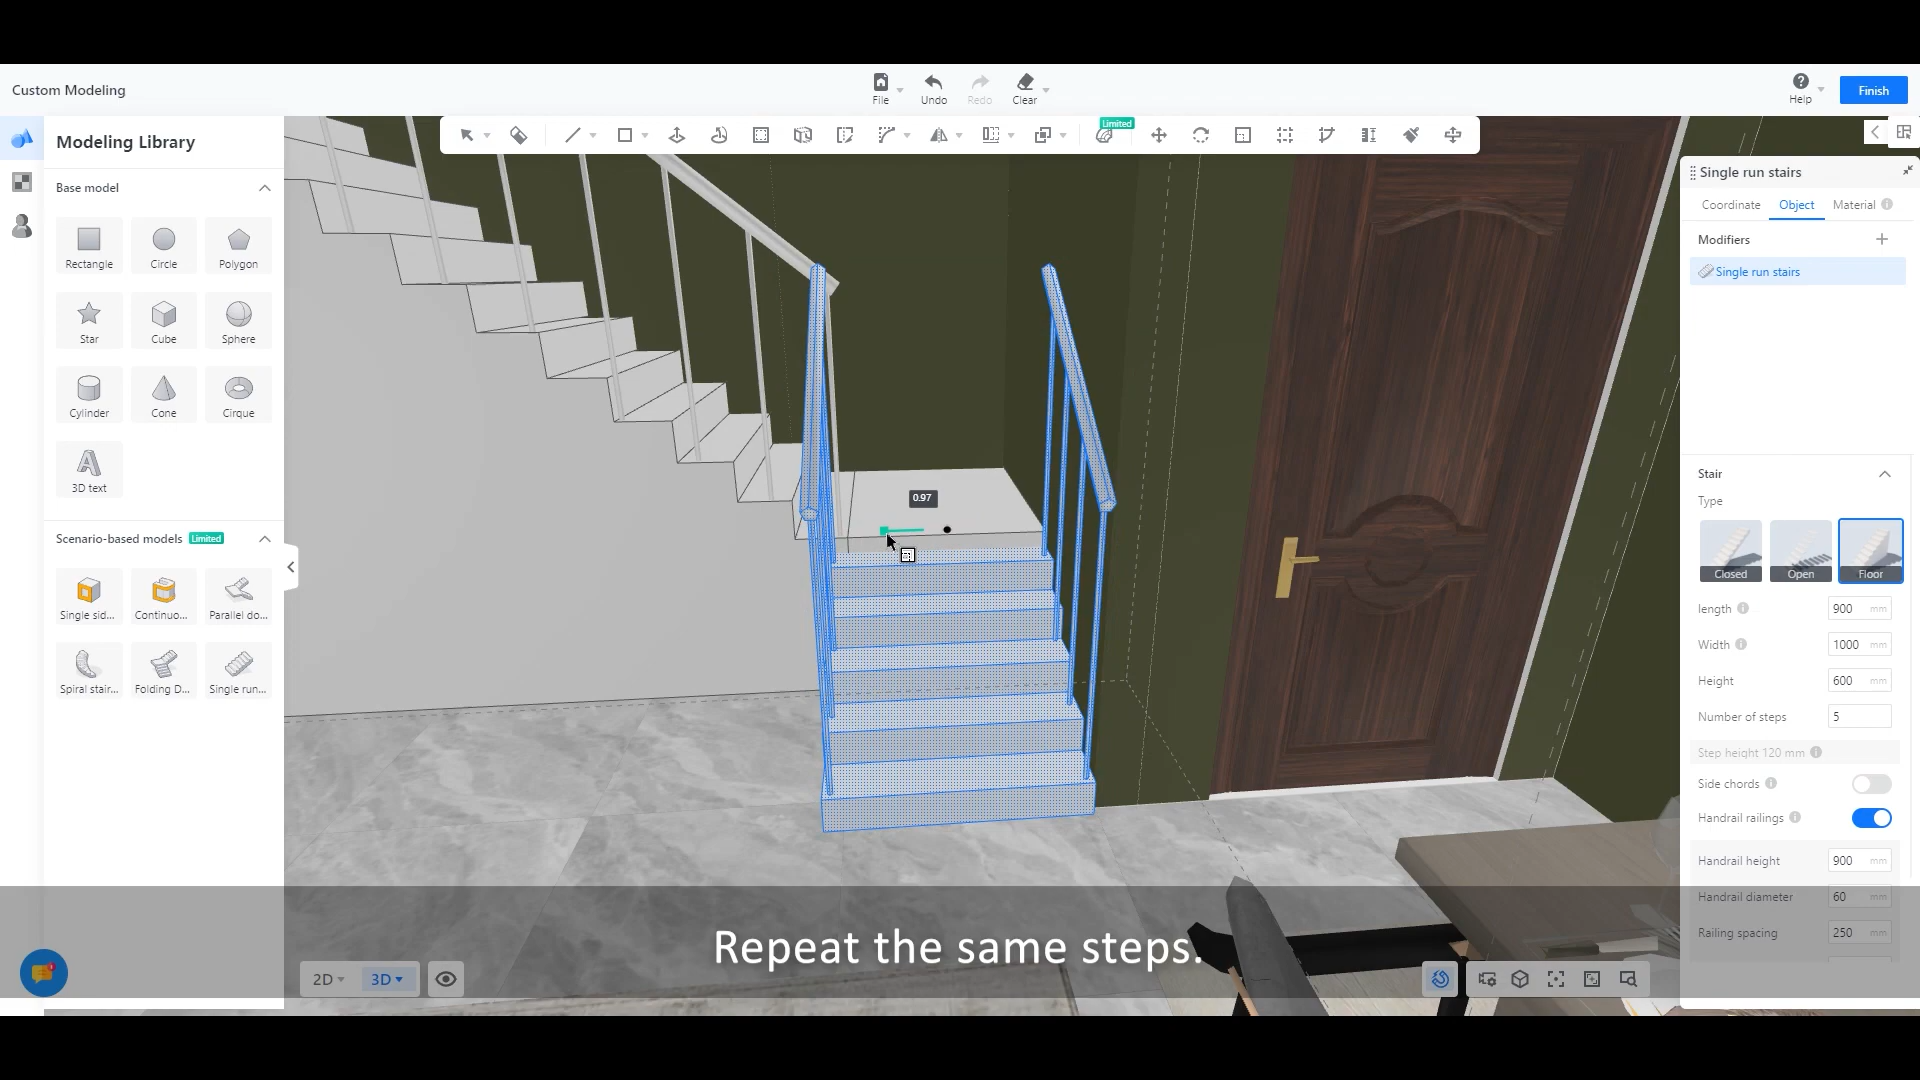 Custom Modeling
File
Undo
Redo
Clear
Help
Finish
Limited
Modeling Library
Base model
Rectangle
Circle
Polygon
Star
Cube
Sphere
Cylinder
Cone
Cirque
3D text
Scenario-based models Limited
Single sid...
Continuo...
Parallel do...
Spiral stair...
Folding D...
Single run...
0.97
Single run stairs
Coordinate
Object
Material
Modifiers
Single run stairs
Stair
Type
Closed
Open
Floor
length 900 mm
Width 1000 mm
Height 600 mm
Number of steps 5
Step height 120 mm
Side chords
Handrail railings
Handrail height 900 mm
Handrail diameter 60 mm
Railing spacing 250 mm
Repeat the same steps.
2D
3D